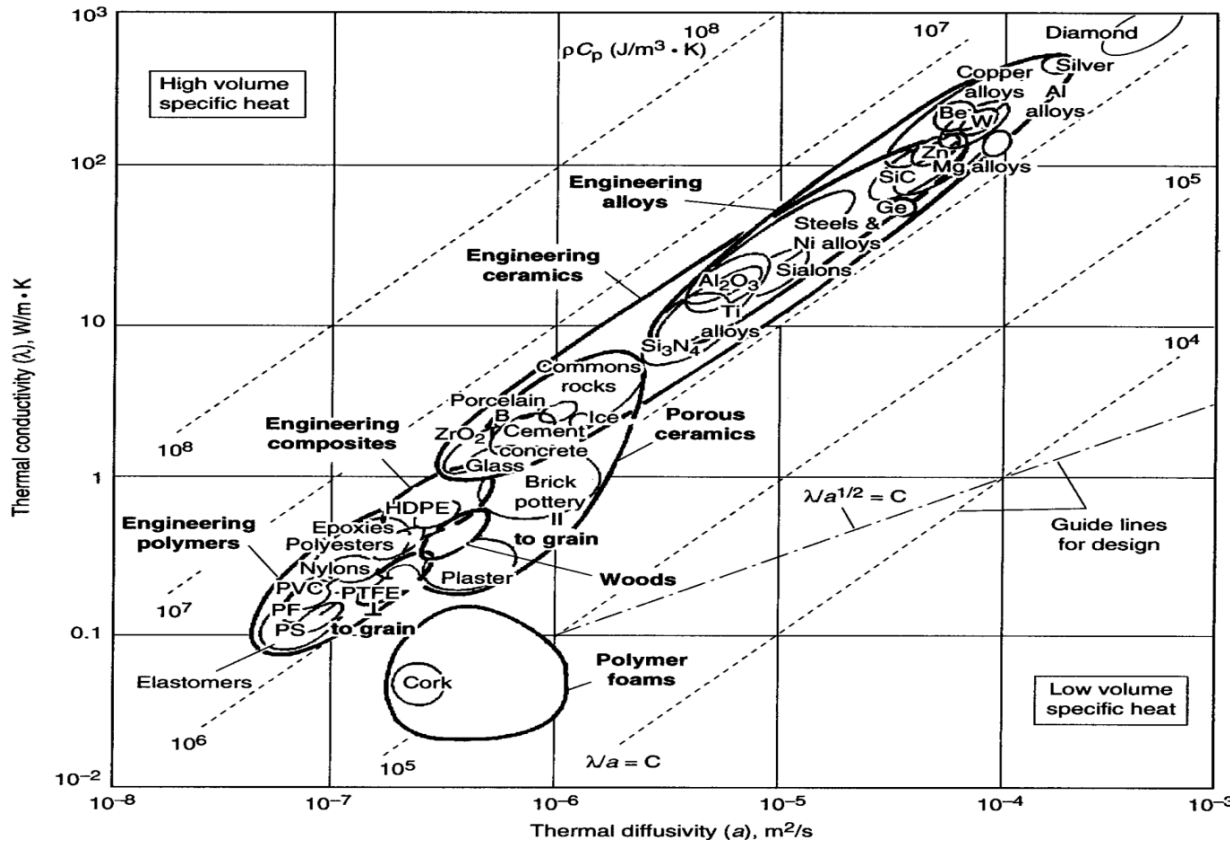 10³
10⁸
10⁷
ρCₚ (J/m³ • K)
Diamond
Silver
High volume
specific heat
Copper
alloys
Al
alloys
Be
W
10²
Zn
Mg alloys
SiC
10⁵
Engineering
alloys
Ge
Steels &
Ni alloys
Engineering
ceramics
Sialons
Al₂O₃
Ti
alloys
10
Si₃N₄
10⁴
Commons
rocks
Porcelain
B
Ice
Porous
ceramics
Engineering
composites
ZrO₂
Cement
concrete
10⁸
Glass
1
Brick
pottery
λ/a¹/² = C
HDPE
II
to grain
Guide lines
for design
Engineering
polymers
Epoxies
Polyesters
Nylons
Plaster
Woods
PVC
PTFE
10⁷
PF
⊥
to grain
PS
0.1
Elastomers
Cork
Polymer
foams
Low volume
specific heat
10⁶
10⁵
λ/a = C
10⁻²
10⁻⁸
10⁻⁷
10⁻⁶
10⁻⁵
10⁻⁴
10⁻³
Thermal conductivity (λ), W/m • K
Thermal diffusivity (a), m²/s